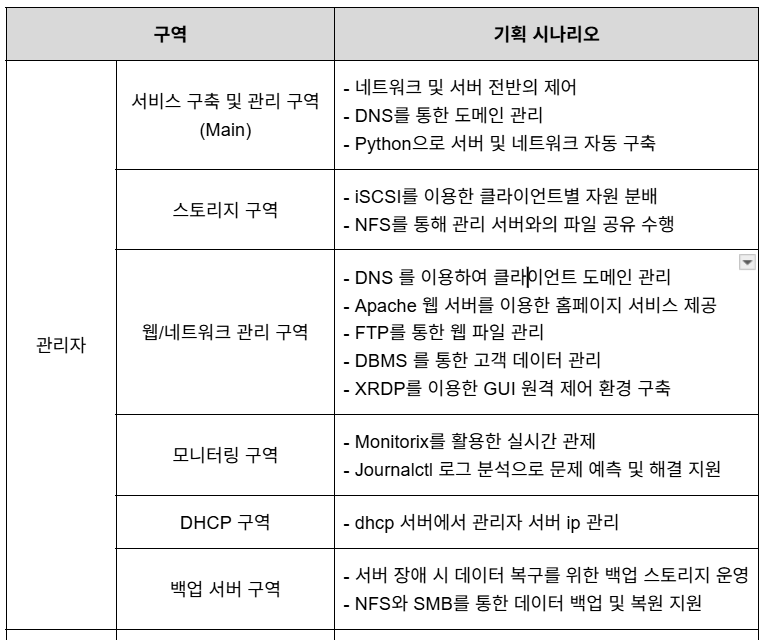 구역
기획 시나리오
관리자
서비스 구축 및 관리 구역
(Main)
- 네트워크 및 서버 전반의 제어
- DNS를 통한 도메인 관리
- Python으로 서버 및 네트워크 자동 구축
스토리지 구역
- iSCSI를 이용한 클라이언트별 자원 분배
- NFS를 통해 관리 서버와의 파일 공유 수행
웹/네트워크 관리 구역
- DNS 를 이용하여 클라이언트 도메인 관리
- Apache 웹 서버를 이용한 홈페이지 서비스 제공
- FTP를 통한 웹 파일 관리
- DBMS 를 통한 고객 데이터 관리
- XRDP를 이용한 GUI 원격 제어 환경 구축
모니터링 구역
- Monitorix를 활용한 실시간 관제
- Journalctl 로그 분석으로 문제 예측 및 해결 지원
DHCP 구역
- dhcp 서버에서 관리자 서버 ip 관리
백업 서버 구역
- 서버 장애 시 데이터 복구를 위한 백업 스토리지 운영
- NFS와 SMB를 통한 데이터 백업 및 복원 지원